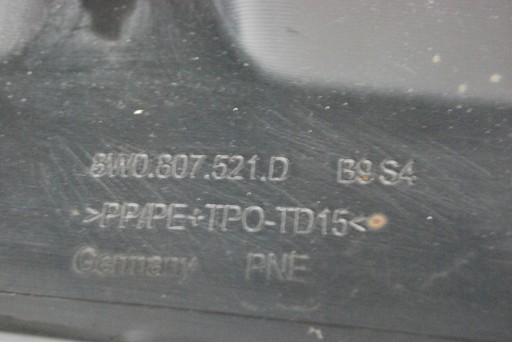 8W0.807.521.D B9 S4
>PP/PE+TPO-TD15<
Germany PNE